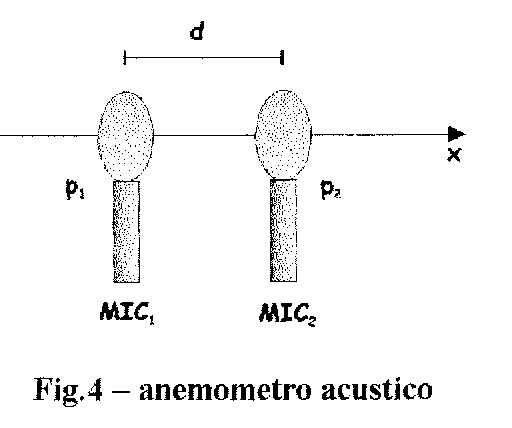 d
x
p₁ p₂
MIC₁ MIC₂
Fig.4 – anemometro acustico